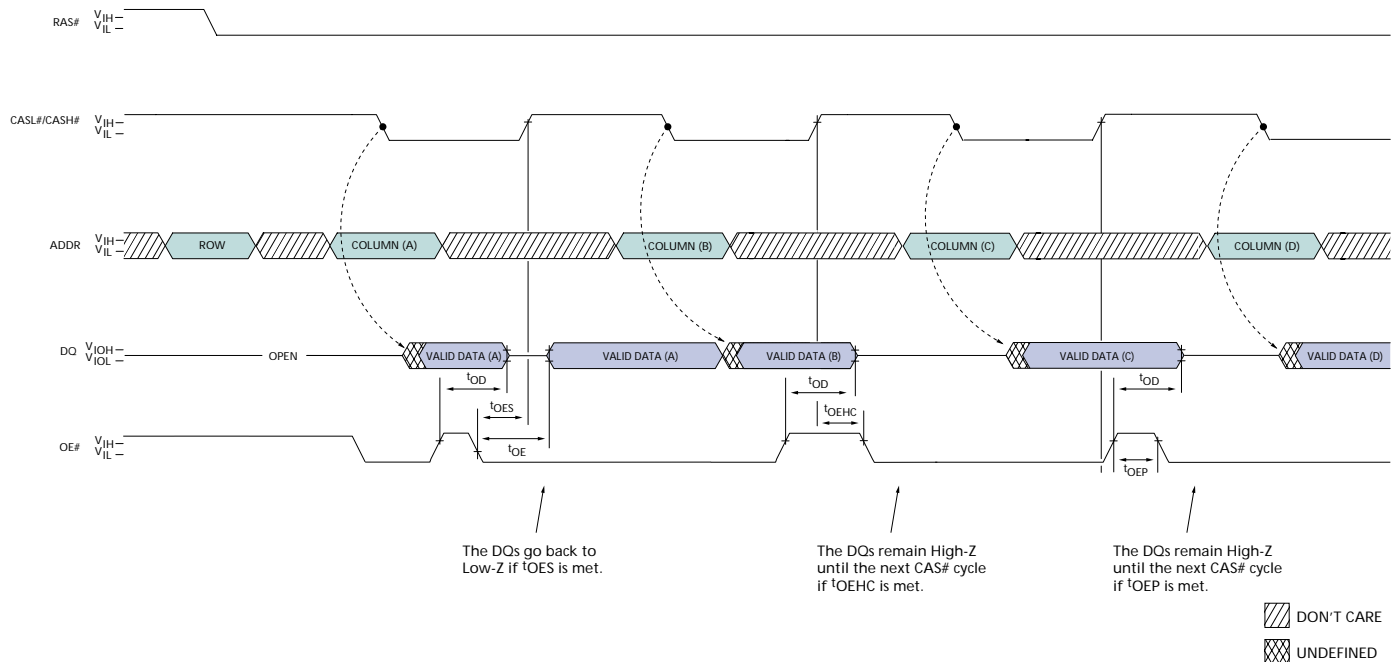 RAS# VIH VIL
CASL#/CASH# VIH VIL
ADDR VIH VIL ROW COLUMN (A) COLUMN (B) COLUMN (C) COLUMN (D)
DQ VIOH VIOL OPEN VALID DATA (A) VALID DATA (A) VALID DATA (B) VALID DATA (C) VALID DATA (D)
tOD tOD tOD
tOES tOEHC
OE# VIH VIL tOE tOEP
The DQs go back to
Low-Z if tOES is met.
The DQs remain High-Z
until the next CAS# cycle
if tOEHC is met.
The DQs remain High-Z
until the next CAS# cycle
if tOEP is met.
DON'T CARE
UNDEFINED